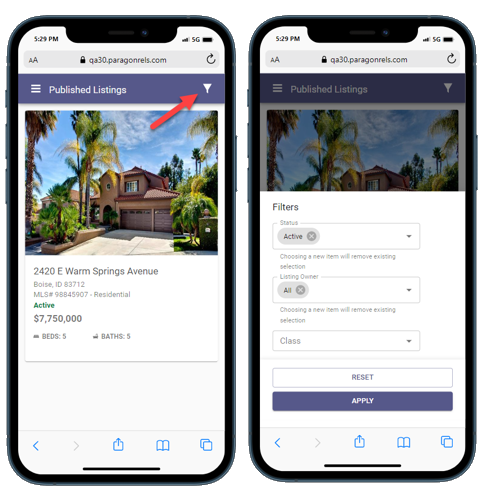 5:29 PM
5G
AA
qa30.paragonrels.com
Published Listings
2420 E Warm Springs Avenue
Boise, ID 83712
MLS# 98845907 - Residential
Active
$7,750,000
BEDS: 5 BATHS: 5
5:29 PM
5G
AA
qa30.paragonrels.com
Published Listings
Filters
Status
Active
Choosing a new item will remove existing
selection
Listing Owner
All
Choosing a new item will remove existing
selection
Class
RESET
APPLY